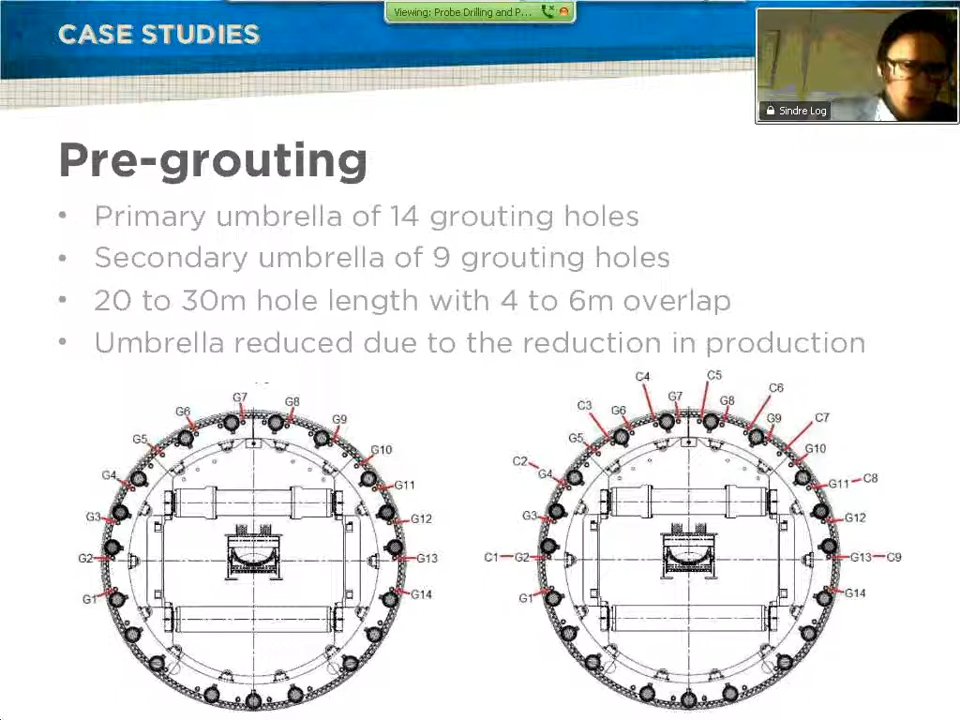 Viewing: Probe Drilling and P...
CASE STUDIES
Sindre Log
Pre-grouting
• Primary umbrella of 14 grouting holes
• Secondary umbrella of 9 grouting holes
• 20 to 30m hole length with 4 to 6m overlap
• Umbrella reduced due to the reduction in production
G1
G2
G3
G4
G5
G6
G7
G8
G9
G10
G11
G12
G13
G14
C1
C2
C3
C4
C5
C6
C7
C8
C9
G1
G2
G3
G4
G5
G6
G7
G8
G9
G10
G11
G12
G13
G14